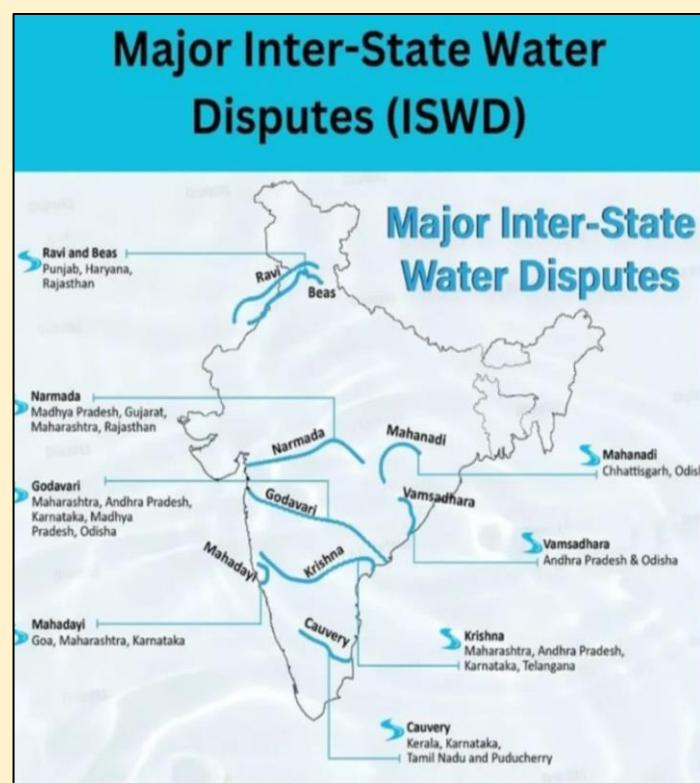 Major Inter-State Water
Disputes (ISWD)
Major Inter-State
Water Disputes
Ravi and Beas
Punjab, Haryana,
Rajasthan
Ravi
Beas
Narmada
Madhya Pradesh, Gujarat,
Maharashtra, Rajasthan
Narmada
Mahanadi
Mahanadi
Chhattisgarh, Odis
Godavari
Maharashtra, Andhra Pradesh,
Karnataka, Madhya
Pradesh, Odisha
Godavari
Vamsadhara
Vamsadhara
Andhra Pradesh & Odisha
Mahadayi
Krishna
Mahadayi
Goa, Maharashtra, Karnataka
Cauvery
Krishna
Maharashtra, Andhra Pradesh,
Karnataka, Telangana
Cauvery
Kerala, Karnataka,
Tamil Nadu and Puducherry